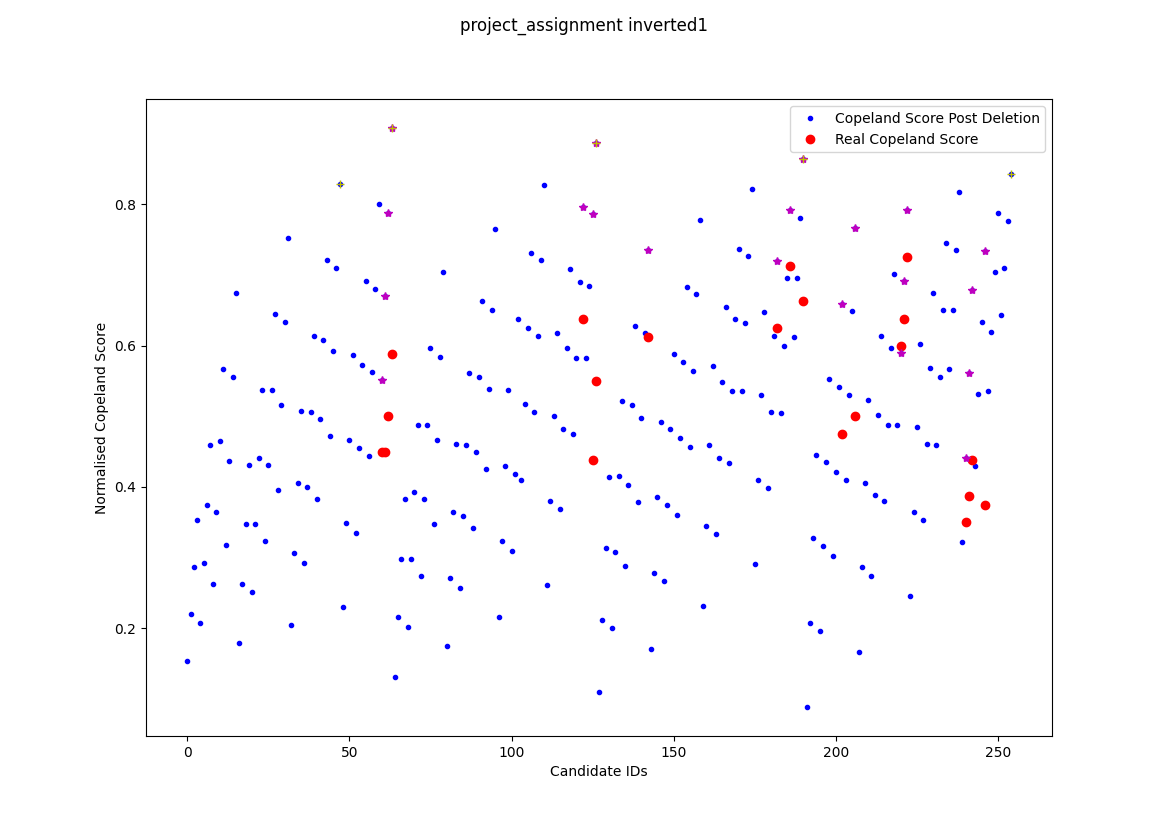 project_assignment inverted1
Copeland Score Post Deletion
Real Copeland Score
Normalised Copeland Score
0.8
0.6
0.4
0.2
0 50 100 150 200 250
Candidate IDs